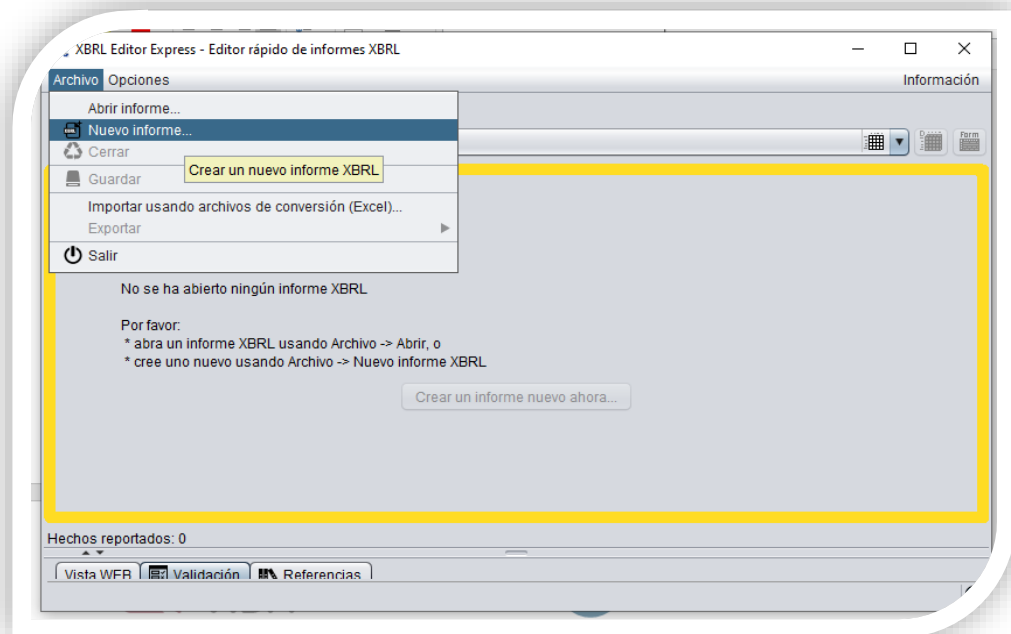 XBRL Editor Express - Editor rápido de informes XBRL
Archivo Opciones Información
Abrir informe...
Nuevo informe...
Cerrar
Crear un nuevo informe XBRL
Guardar
Importar usando archivos de conversión (Excel)...
Exportar
Salir
Form
No se ha abierto ningún informe XBRL
Por favor:
* abra un informe XBRL usando Archivo -> Abrir, o
* cree uno nuevo usando Archivo -> Nuevo informe XBRL
Crear un informe nuevo ahora...
Hechos reportados: 0
Vista WEB Validación Referencias